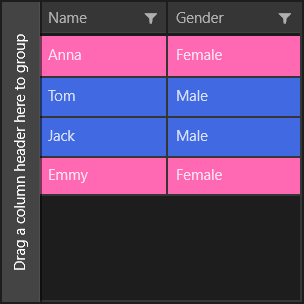 Drag a column header here to group
Name Gender
Anna Female
Tom Male
Jack Male
Emmy Female